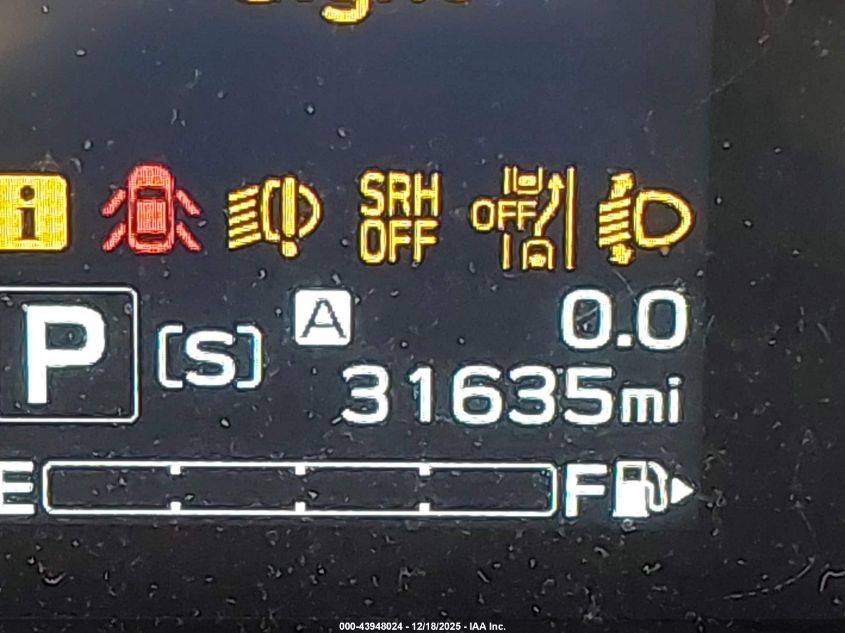 i
SRH
OFF
OFF
P [S] A 0.0
31635mi
E F
000-43948024 - 12/18/2025 - IAA Inc.